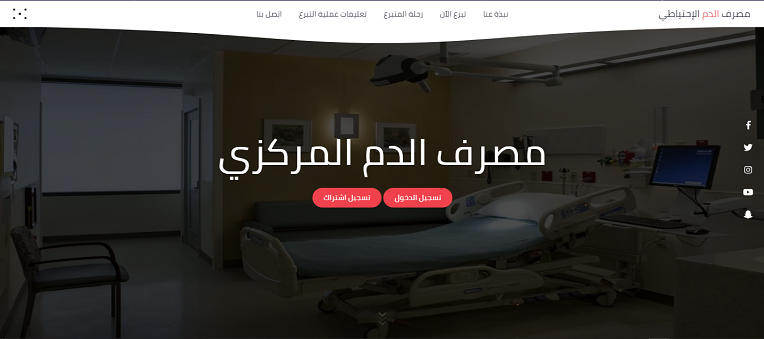 مصرف الدم الإحتياطي
نبذة عنا
تبرع الآن
رحلة المتبرع
تعليمات عملية التبرع
اتصل بنا
مصرف الدم المركزي
تسجيل الدخول
تسجيل اشتراك